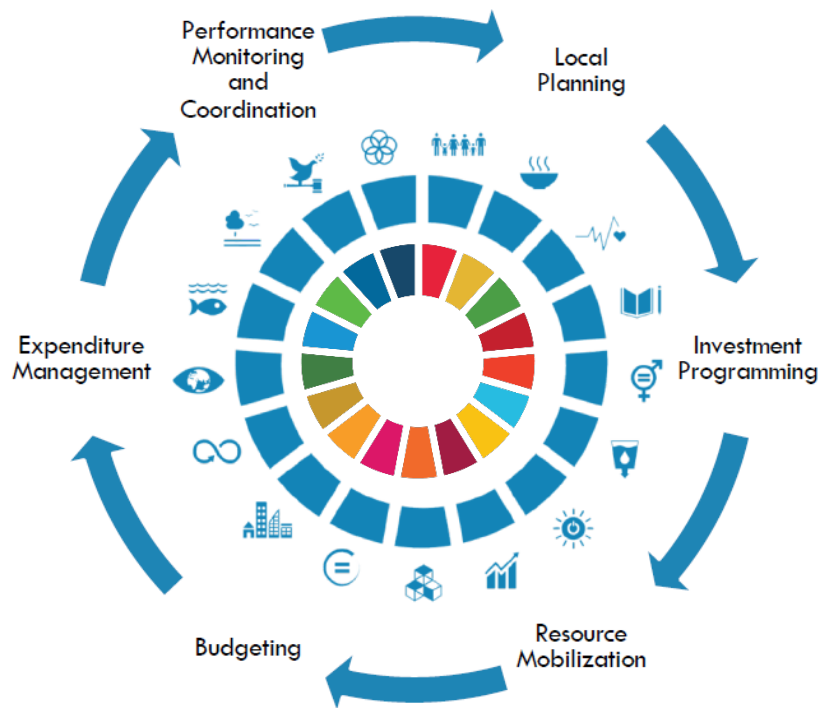 Performance
Monitoring
and
Coordination
Local
Planning
Investment
Programming
Resource
Mobilization
Budgeting
Expenditure
Management